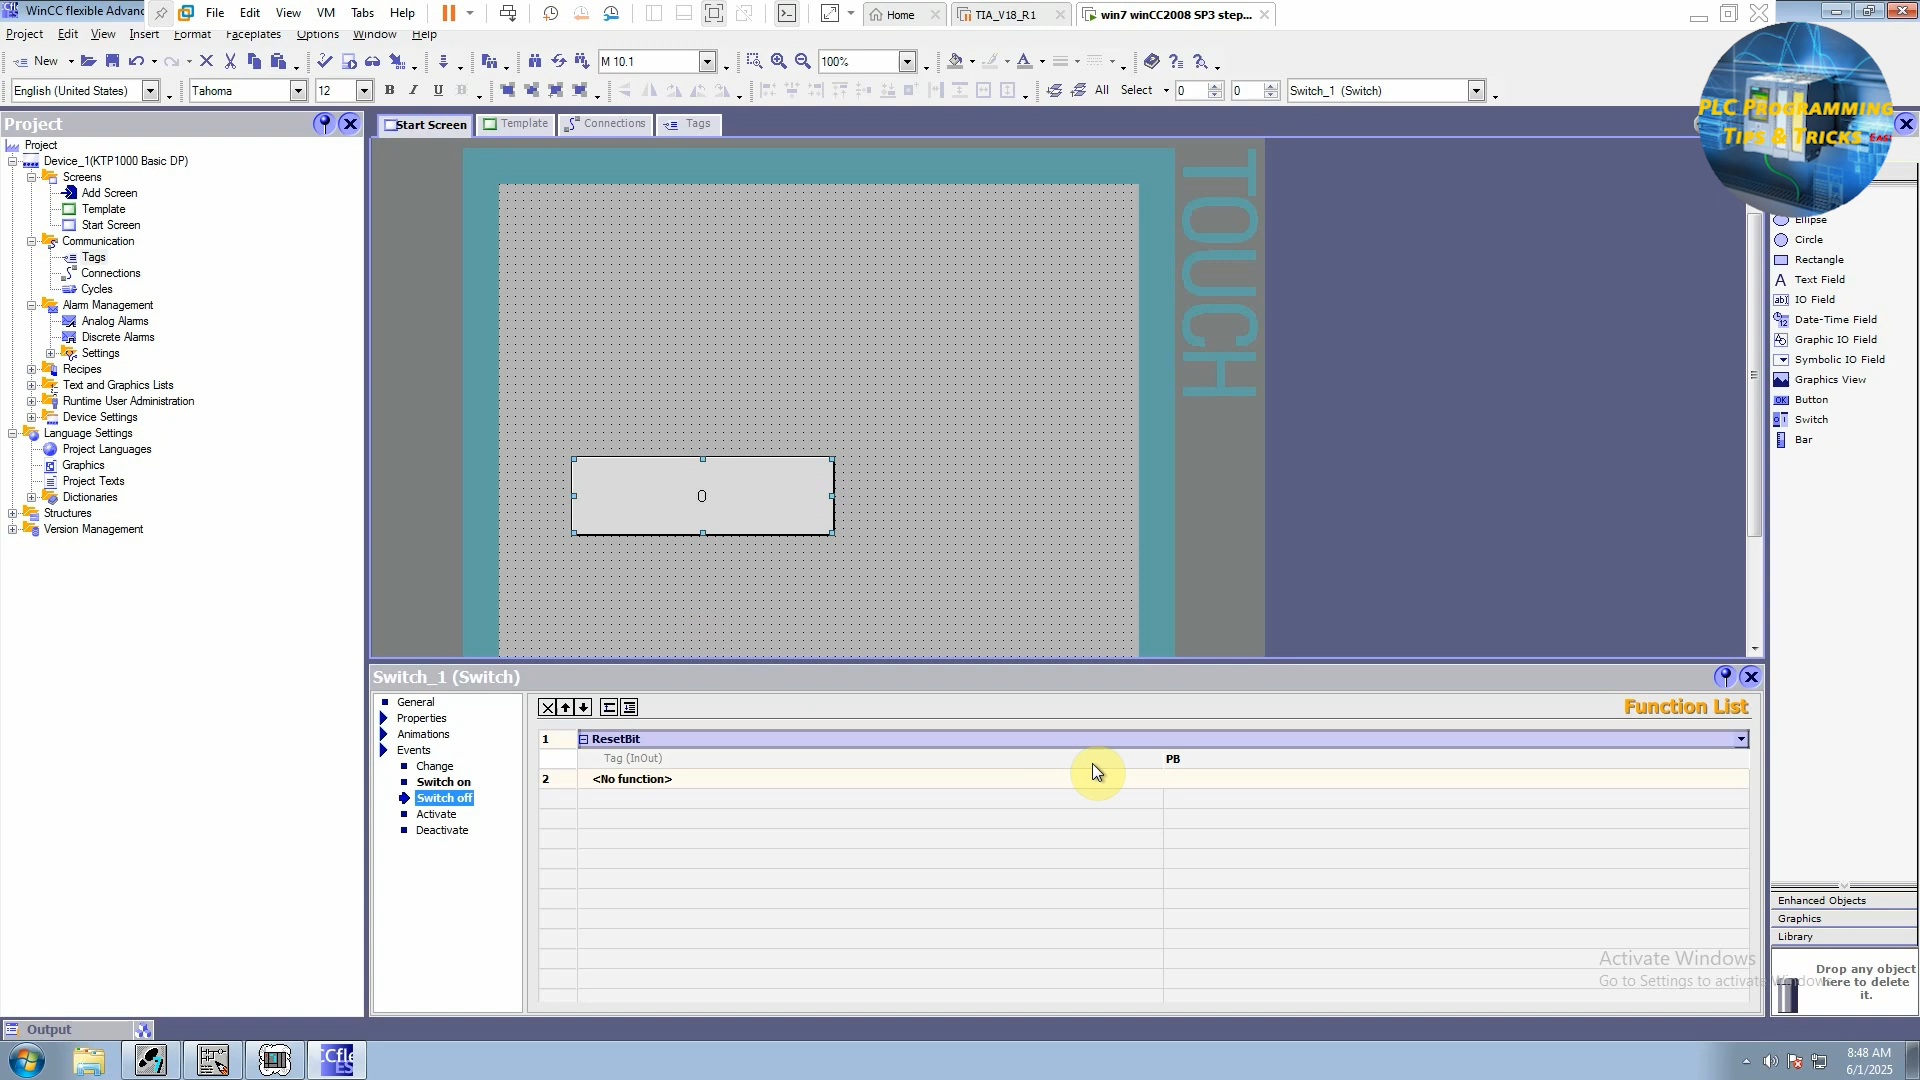 WinCC flexible Advanc
File Edit View VM Tabs Help
Home
TIA_V18_R1
win7 winCC2008 SP3 step...
Project Edit View Insert Format Faceplates Options Window Help
New
M 10.1
100%
English (United States)
Tahoma
12
B I U B
All
Select
0
0
Switch_1 (Switch)
PLC PROGRAMMING
TIPS & TRICKS EASY
Project
Start Screen
Template
Connections
Tags
Project
Device_1(KTP1000 Basic DP)
Screens
Add Screen
Template
Start Screen
Communication
Tags
Connections
Cycles
Alarm Management
Analog Alarms
Discrete Alarms
Settings
Recipes
Text and Graphics Lists
Runtime User Administration
Device Settings
Language Settings
Project Languages
Graphics
Project Texts
Dictionaries
Structures
Version Management
TOUCH
0
Ellipse
Circle
Rectangle
Text Field
IO Field
Date-Time Field
Graphic IO Field
Symbolic IO Field
Graphics View
Button
Switch
Bar
Switch_1 (Switch)
General
Properties
Animations
Events
Change
Switch on
Switch off
Activate
Deactivate
Function List
1 ResetBit
Tag (InOut) PB
2 <No function>
Enhanced Objects
Graphics
Library
Drop any object
here to delete
it.
Activate Windows
Go to Settings to activate Windows.
Output
CCfle
ES
8:48 AM
6/1/2025